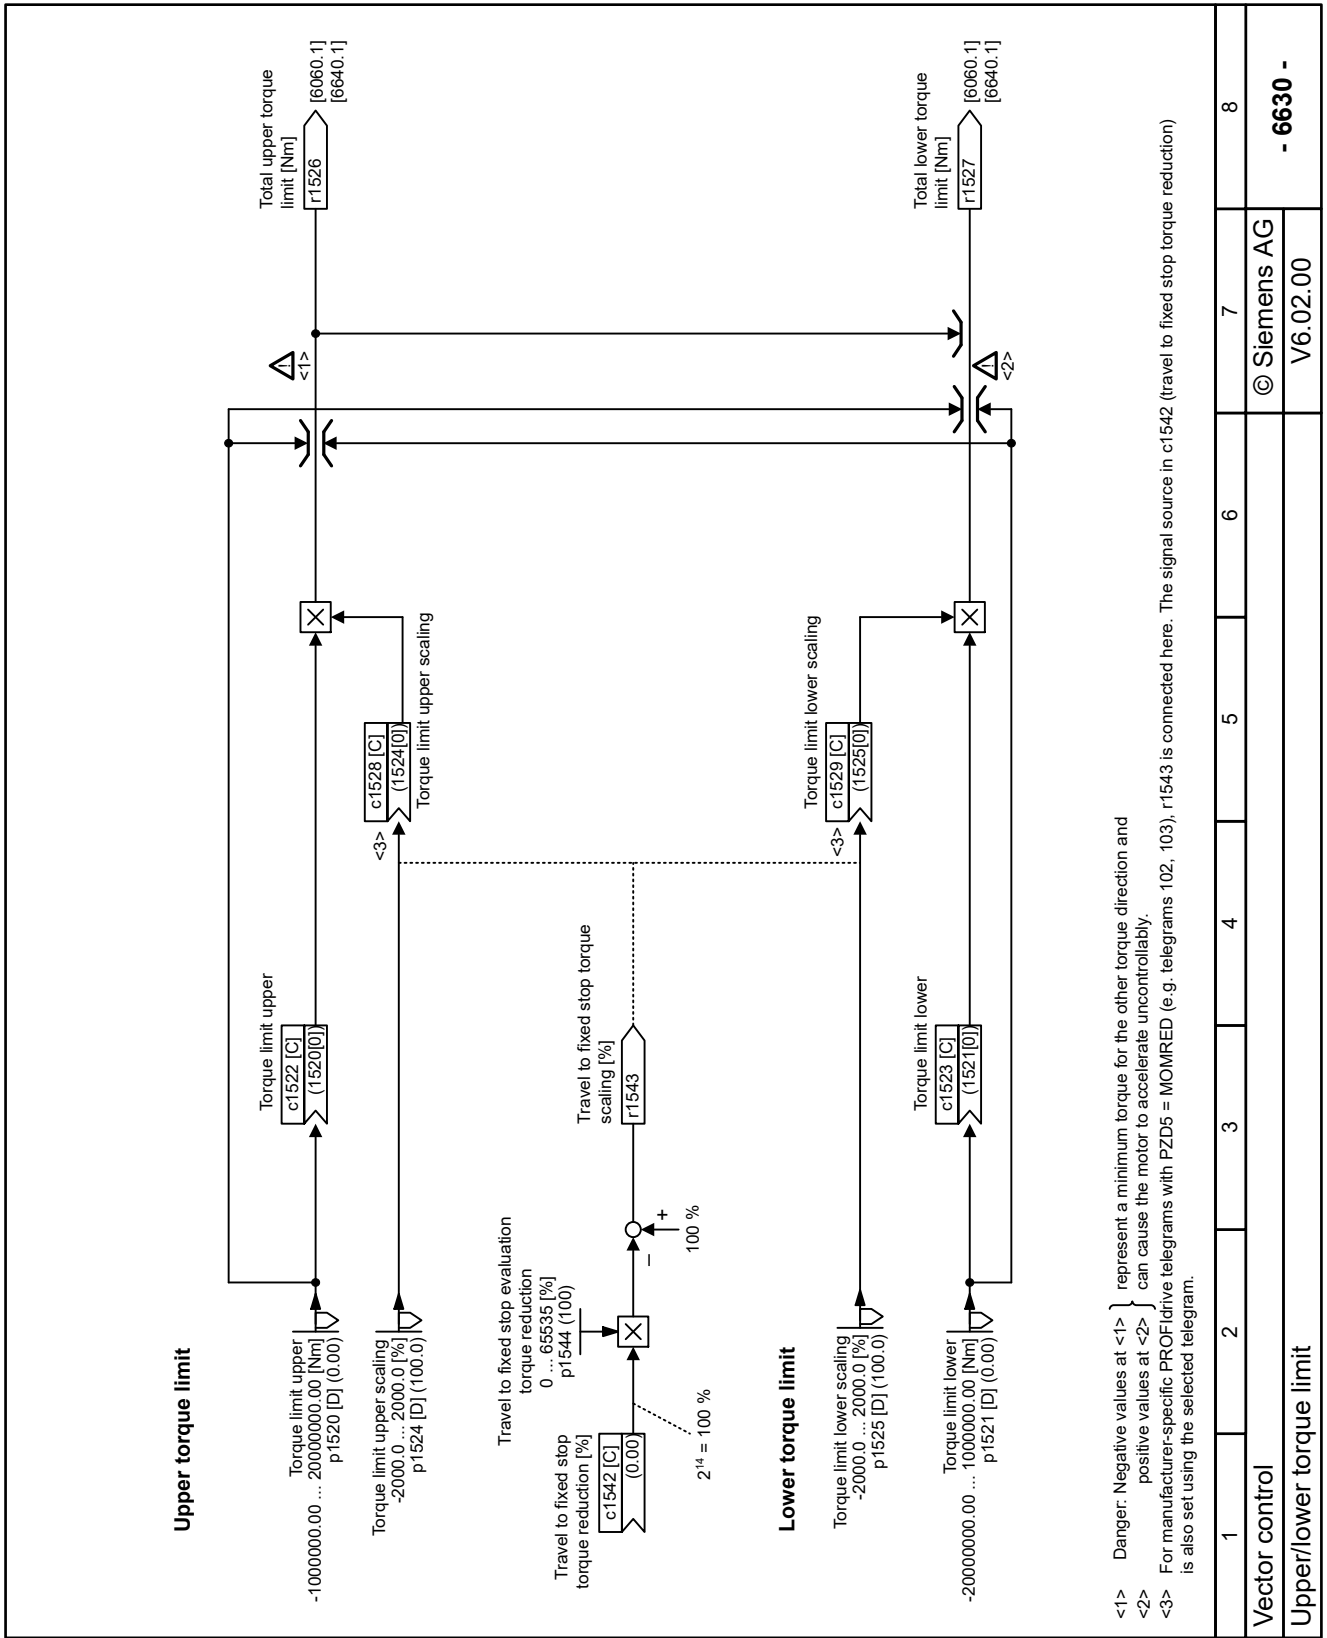 Upper torque limit
Torque limit upper
-1000000.00 ... 20000000.00 [Nm]
p1520 [D] (0.00)
Torque limit upper
c1522 [C]
(1520[0])
<1>
Total upper torque
limit [Nm]
r1526
[6060.1]
[6640.1]
Torque limit upper scaling
-2000.0 ... 2000.0 [%]
p1524 [D] (100.0)
<3>
c1528 [C]
(1524[0])
Torque limit upper scaling
Travel to fixed stop evaluation
torque reduction
0 ... 65535 [%]
p1544 (100)
Travel to fixed stop
torque reduction [%]
c1542 [C]
(0.00)
2¹⁴ = 100 %
–
+
100 %
Travel to fixed stop torque
scaling [%]
r1543
Lower torque limit
Torque limit lower scaling
-2000.0 ... 2000.0 [%]
p1525 [D] (100.0)
<3>
Torque limit lower scaling
c1529 [C]
(1525[0])
Torque limit lower
-20000000.00 ... 1000000.00 [Nm]
p1521 [D] (0.00)
Torque limit lower
c1523 [C]
(1521[0])
<2>
Total lower torque
limit [Nm]
r1527
[6060.1]
[6640.1]
<1> Danger: Negative values at <1> represent a minimum torque for the other torque direction and
<2> positive values at <2> can cause the motor to accelerate uncontrollably.
<3> For manufacturer-specific PROFIdrive telegrams with PZD5 = MOMRED (e.g. telegrams 102, 103), r1543 is connected here. The signal source in c1542 (travel to fixed stop torque reduction)
is also set using the selected telegram.
1 2 3 4 5 6 7 8
Vector control
© Siemens AG
- 6630 -
Upper/lower torque limit
V6.02.00